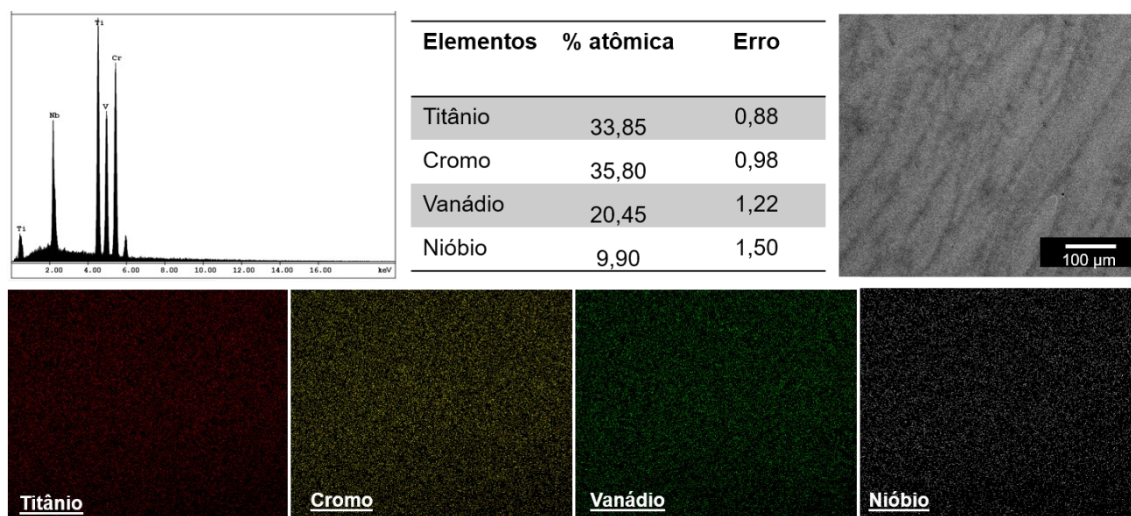 Ti
Cr
V
Nb
Ti
2.00 4.00 6.00 8.00 10.00 12.00 14.00 16.00 keV
Elementos % atômica Erro
Titânio 33,85 0,88
Cromo 35,80 0,98
Vanádio 20,45 1,22
Nióbio 9,90 1,50
100 µm
Titânio
Cromo
Vanádio
Nióbio